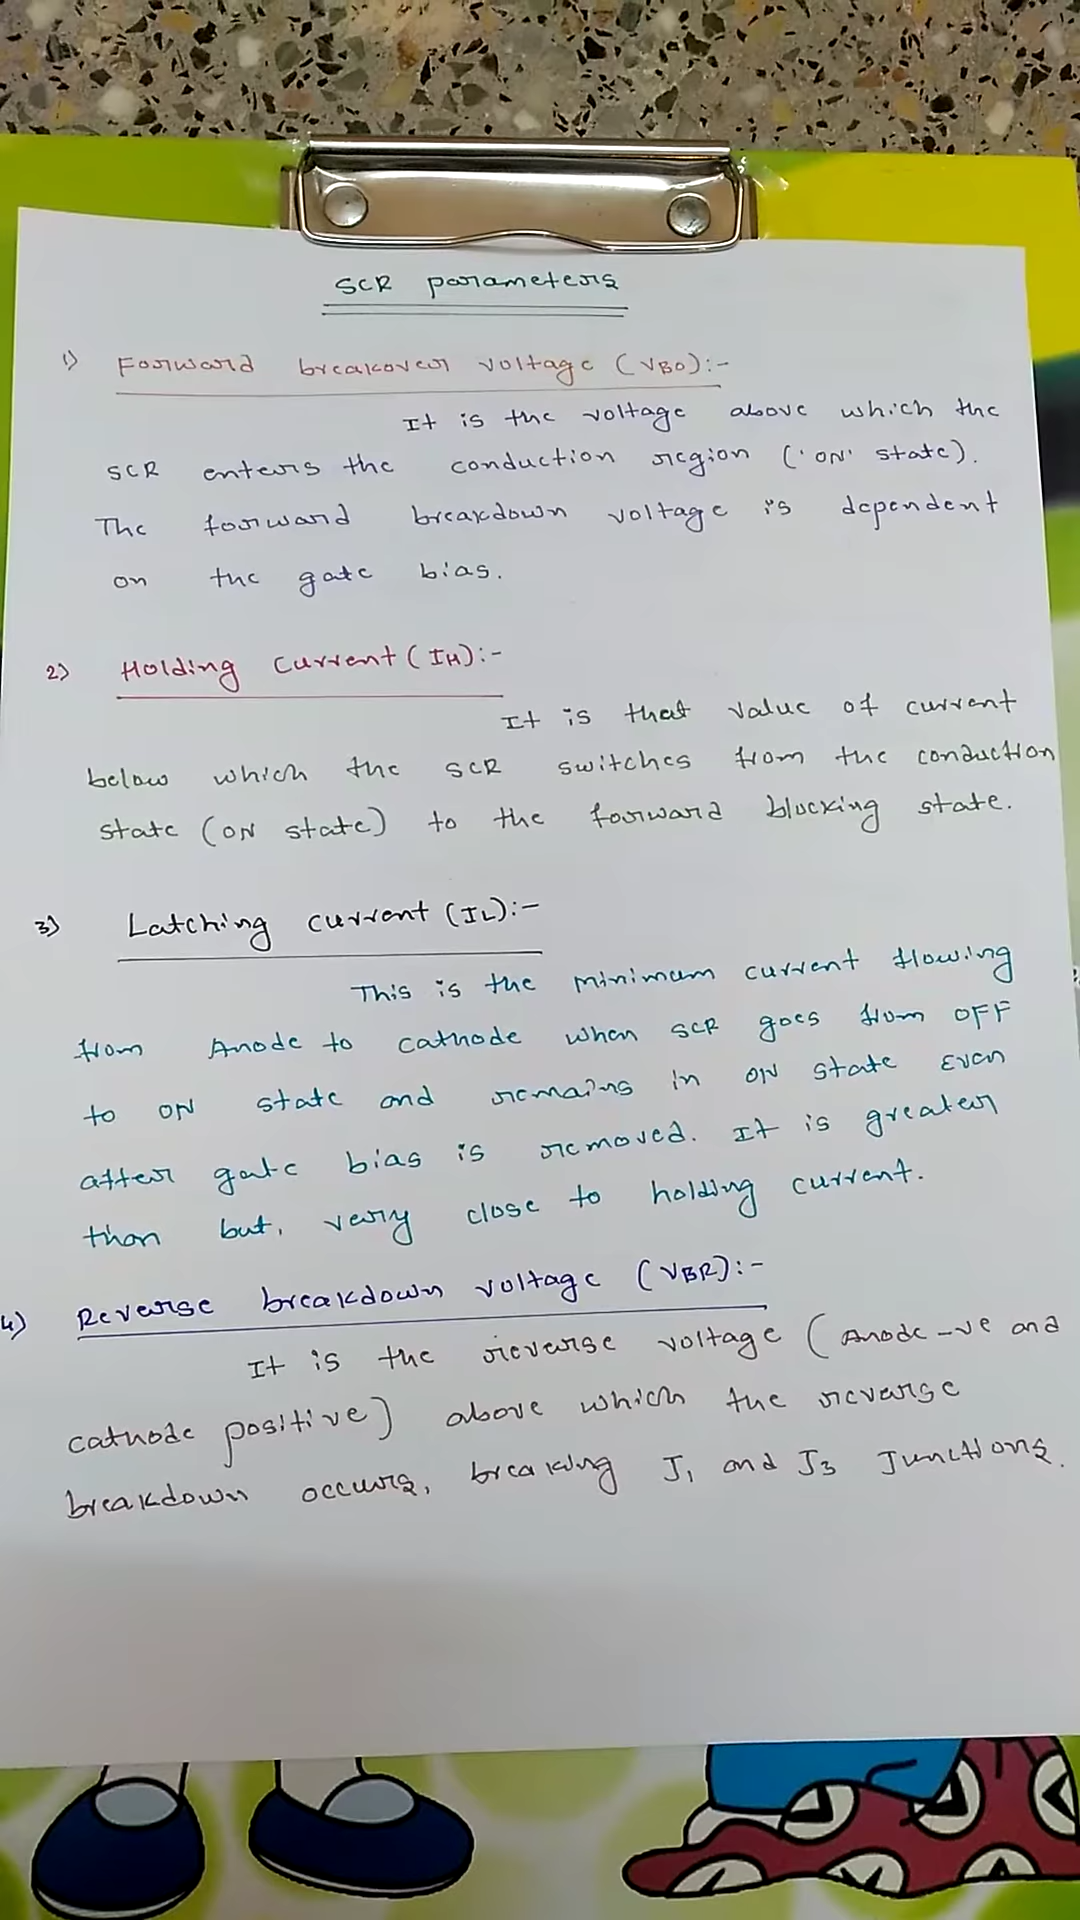 SCR parameters
1) Forward breakover voltage (VBO):-
It is the voltage above which the
SCR enters the conduction region ('ON' state).
The forward breakdown voltage is dependent
on the gate bias.
2) Holding current (IH):-
It is that value of current
below which the SCR switches from the conduction
state (ON state) to the forward blocking state.
3) Latching current (IL):-
This is the minimum current flowing
from Anode to cathode when SCR goes from OFF
to ON state and remains in ON state Even
after gate bias is removed. It is greater
than but, very close to holding current.
4) Reverse breakdown voltage (VBR):-
It is the reverse voltage (Anode -ve and
cathode positive) above which the reverse
breakdown occurs, breaking J1 and J3 Junctions.